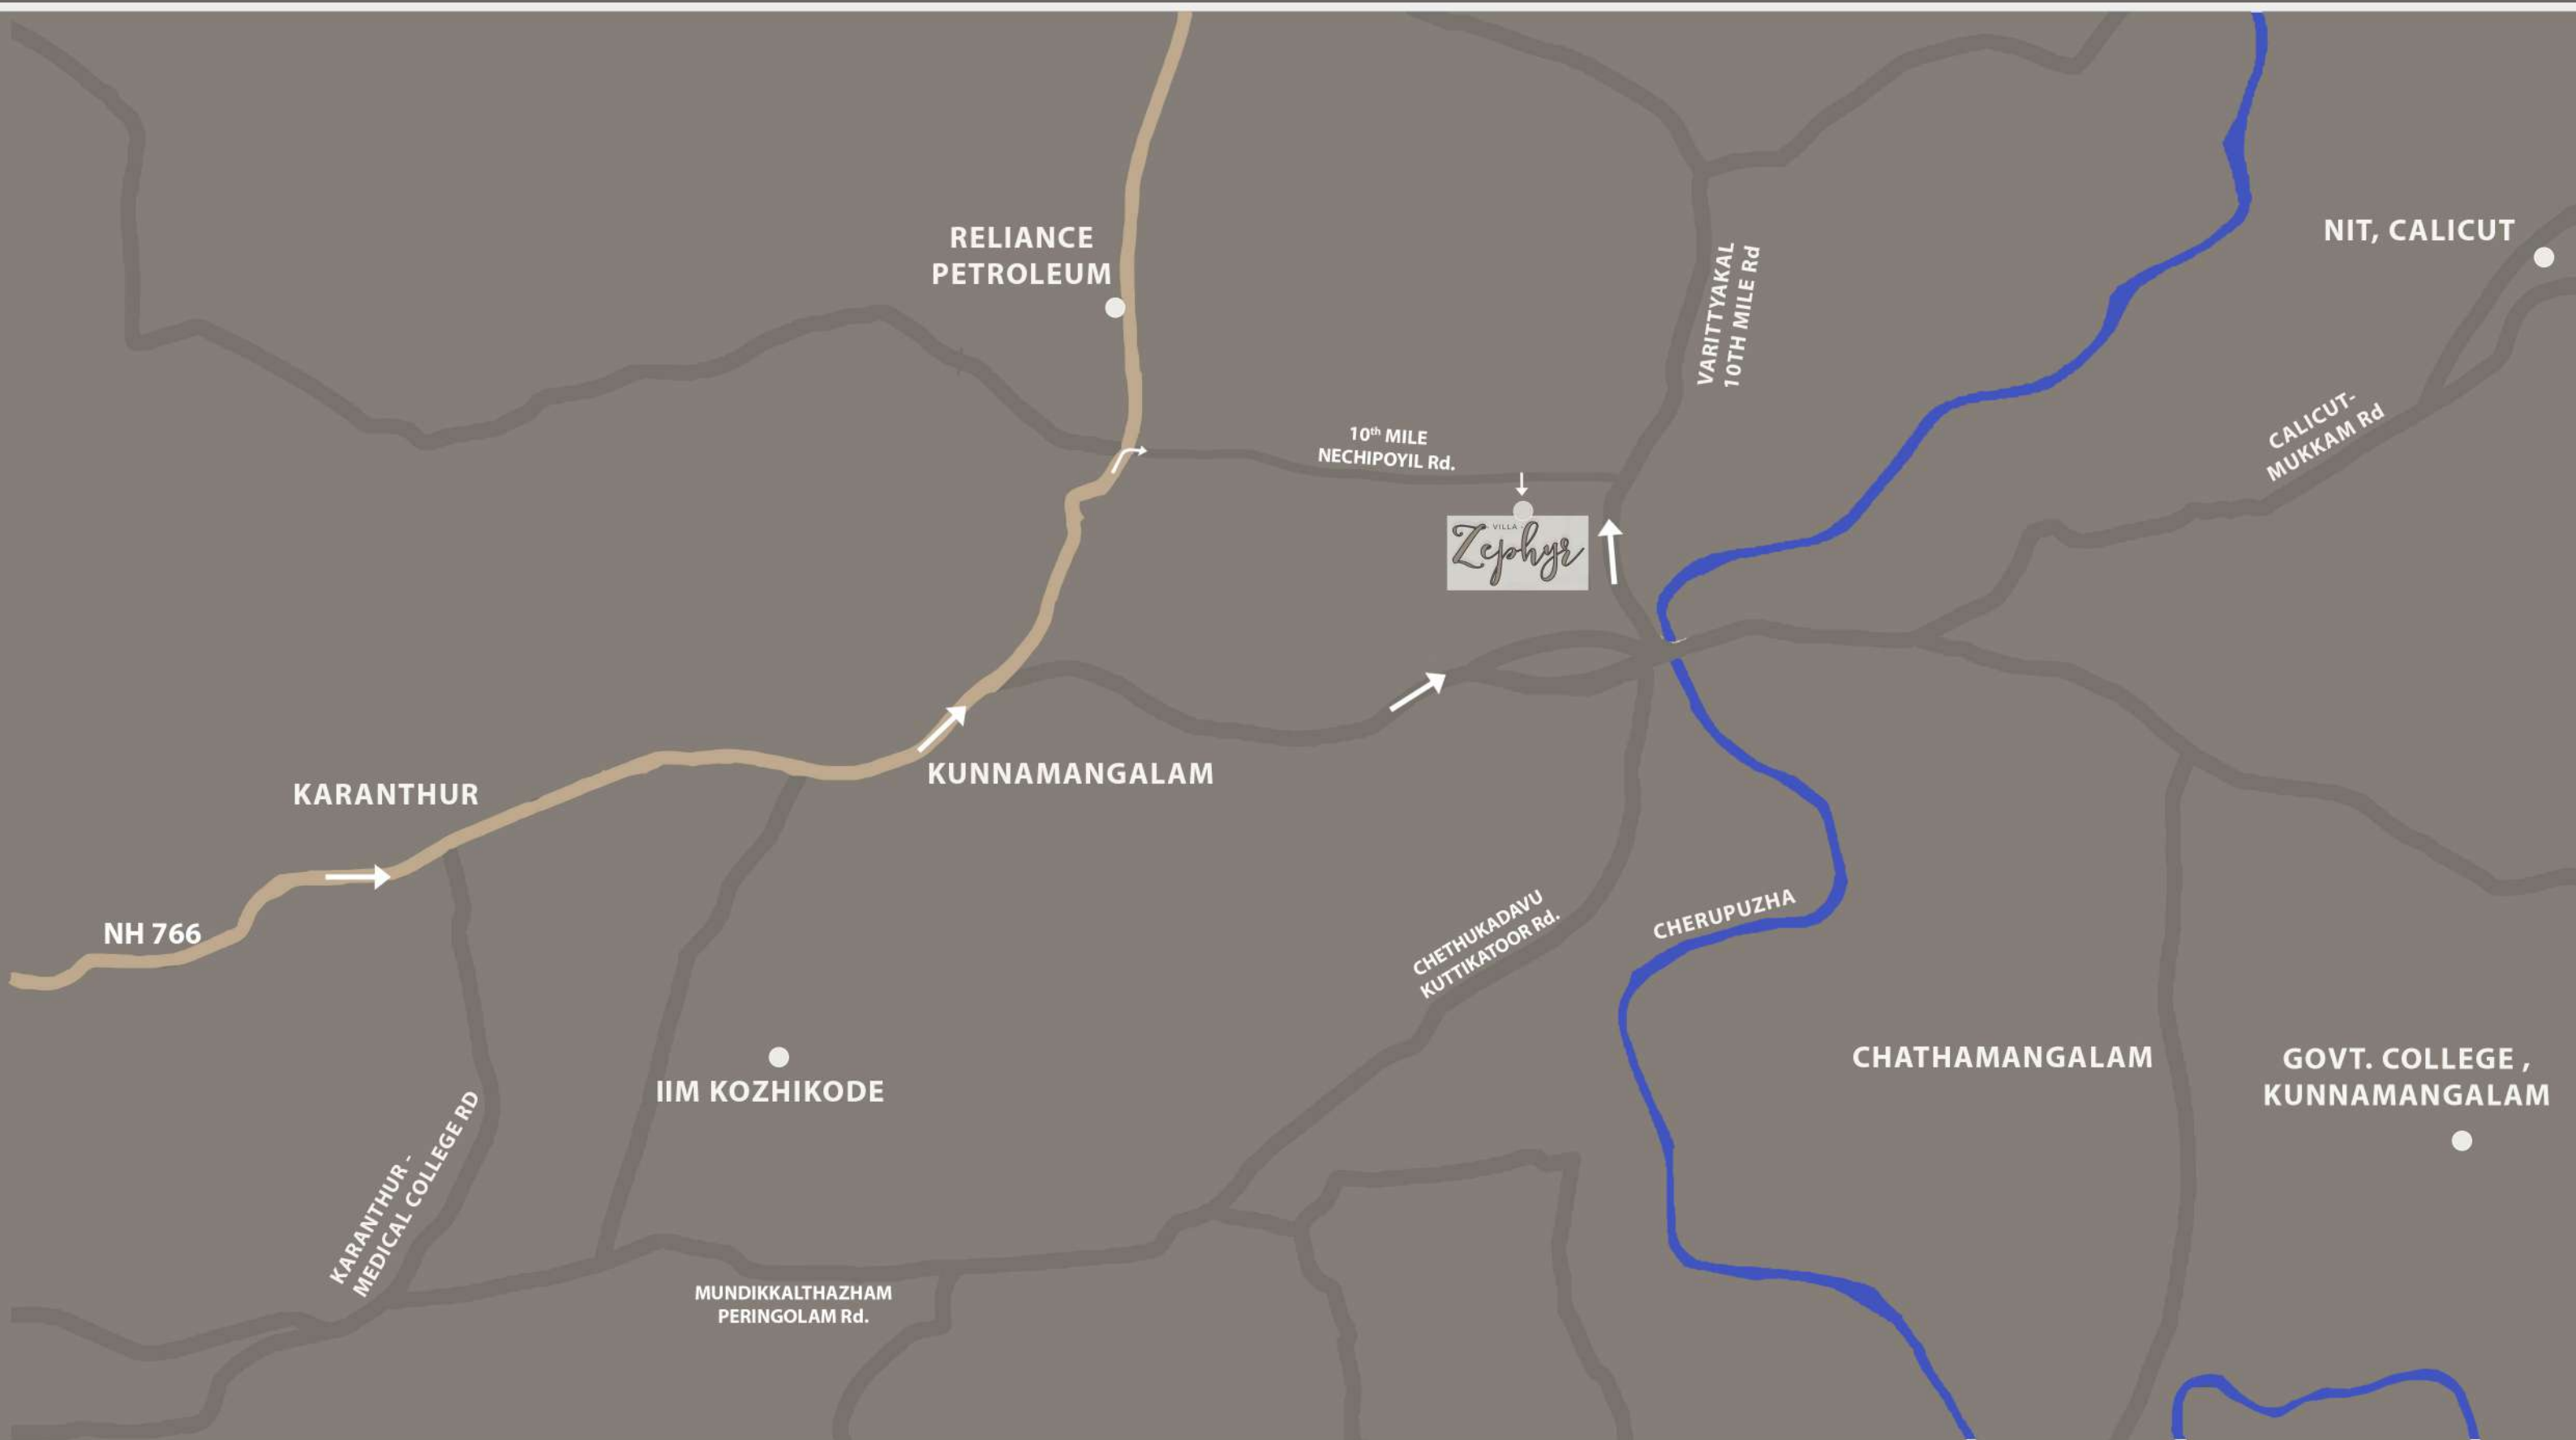 RELIANCE
PETROLEUM
NIT, CALICUT
VARITTYAKAL
10TH MILE Rd
CALICUT-
MUKKAM Rd
10th MILE
NECHIPOYIL Rd.
VILLA
Zephyr
KUNNAMANGALAM
KARANTHUR
NH 766
CHETHUKADAVU
KUTTIKATOOR Rd.
CHERUPUZHA
CHATHAMANGALAM
GOVT. COLLEGE ,
KUNNAMANGALAM
IIM KOZHIKODE
KARANTHUR -
MEDICAL COLLEGE RD
MUNDIKKALTHAZHAM
PERINGOLAM Rd.